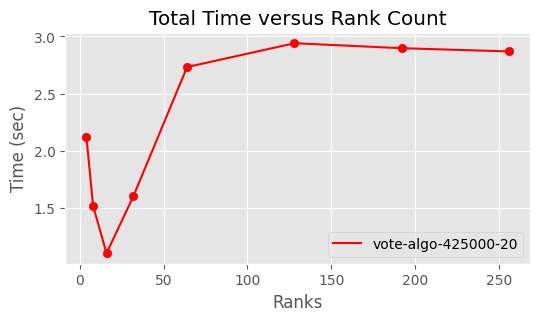 Total Time versus Rank Count
3.0
2.5
2.0
1.5
Time (sec)
vote-algo-425000-20
0 50 100 150 200 250
Ranks